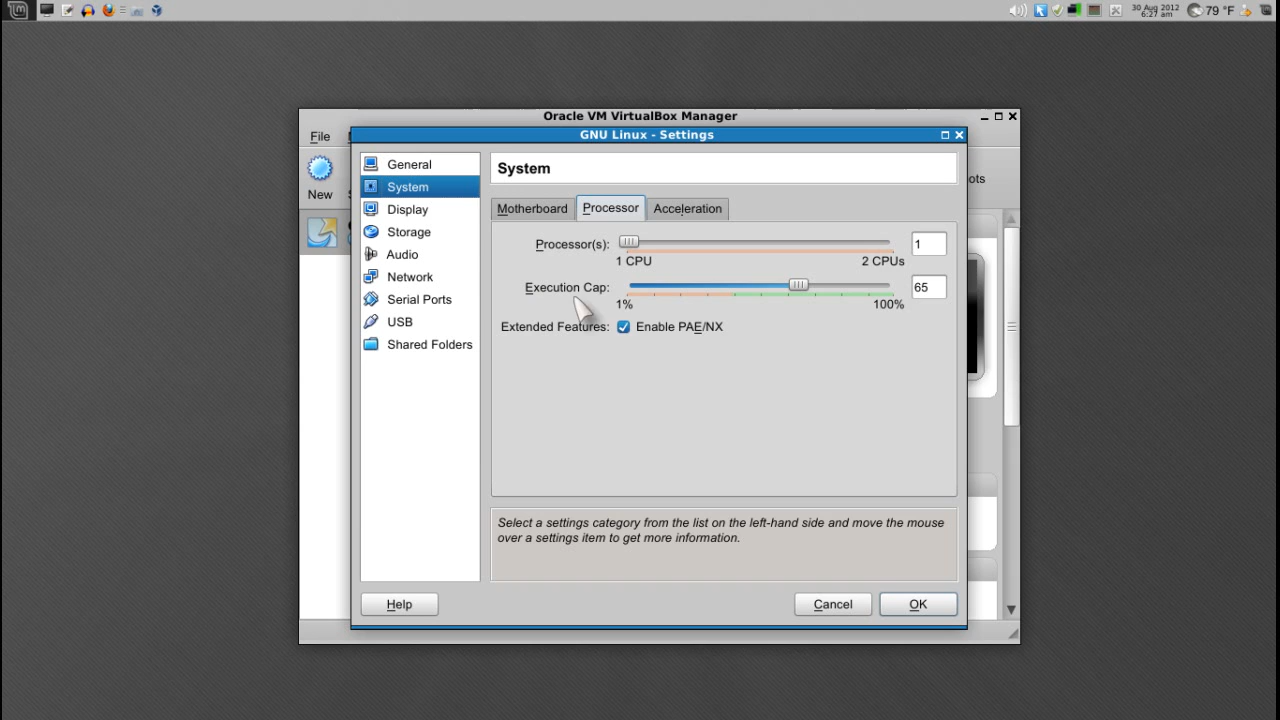 30 Aug 2012
6:27 am
79 °F
Oracle VM VirtualBox Manager
File
GNU Linux - Settings
New
ots
General
System
Display
Storage
Audio
Network
Serial Ports
USB
Shared Folders
System
Motherboard Processor Acceleration
Processor(s): 1
1 CPU 2 CPUs
Execution Cap: 65
1% 100%
Extended Features: Enable PAE/NX
Select a settings category from the list on the left-hand side and move the mouse
over a settings item to get more information.
Help Cancel OK